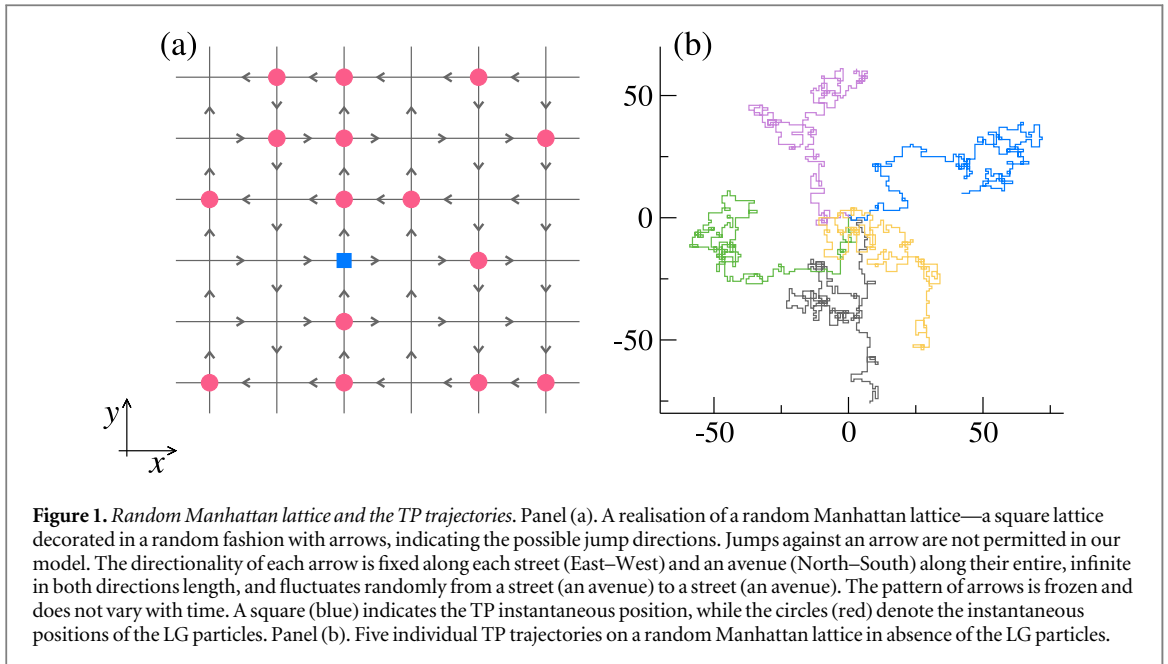 (a)
(b)
50
0
-50
-50
0
50
y
x
Figure 1. Random Manhattan lattice and the TP trajectories. Panel (a). A realisation of a random Manhattan lattice—a square lattice
decorated in a random fashion with arrows, indicating the possible jump directions. Jumps against an arrow are not permitted in our
model. The directionality of each arrow is fixed along each street (East–West) and an avenue (North–South) along their entire, infinite
in both directions length, and fluctuates randomly from a street (an avenue) to a street (an avenue). The pattern of arrows is frozen and
does not vary with time. A square (blue) indicates the TP instantaneous position, while the circles (red) denote the instantaneous
positions of the LG particles. Panel (b). Five individual TP trajectories on a random Manhattan lattice in absence of the LG particles.